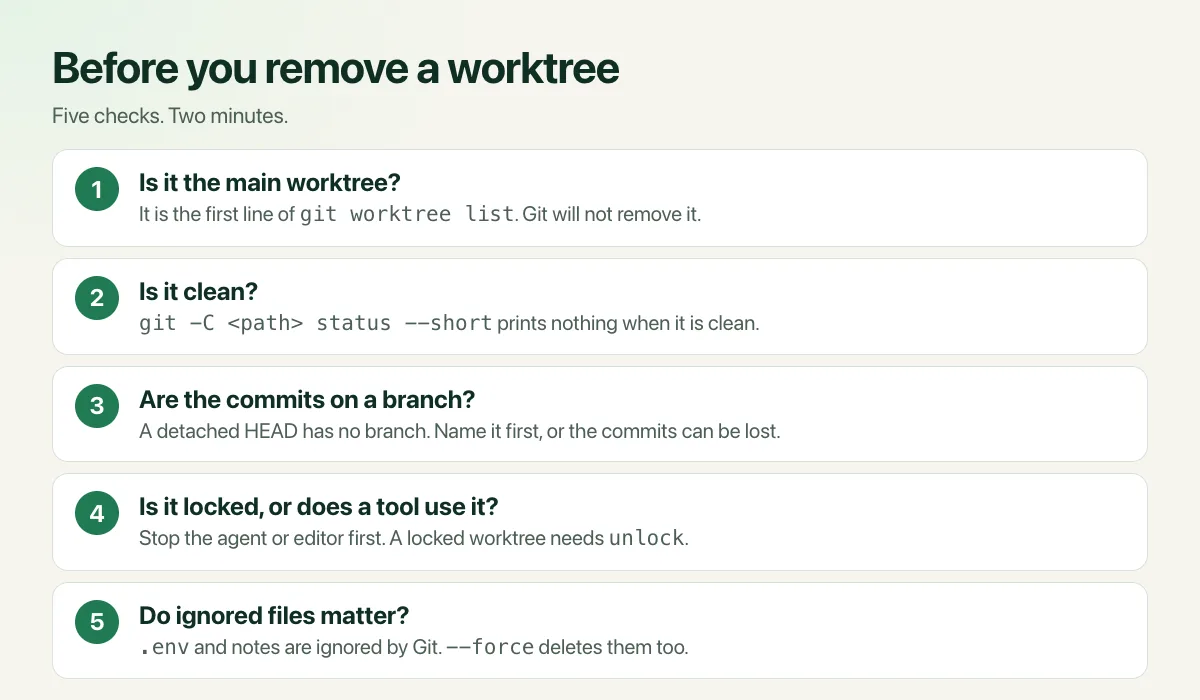 Before you remove a worktree
Five checks. Two minutes.
1
Is it the main worktree?
It is the first line of git worktree list. Git will not remove it.
2
Is it clean?
git -C <path> status --short prints nothing when it is clean.
3
Are the commits on a branch?
A detached HEAD has no branch. Name it first, or the commits can be lost.
4
Is it locked, or does a tool use it?
Stop the agent or editor first. A locked worktree needs unlock.
5
Do ignored files matter?
.env and notes are ignored by Git. --force deletes them too.